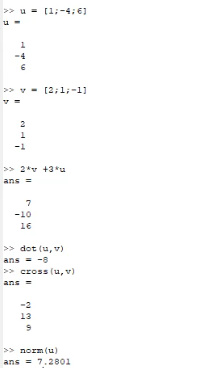 >> u = [1;-4;6]
u =
1
-4
6
>> v = [2;1;-1]
v =
2
1
-1
>> 2*v +3*u
ans =
7
-10
16
>> dot(u,v)
ans = -8
>> cross(u,v)
ans =
-2
13
9
>> norm(u)
ans = 7.2801